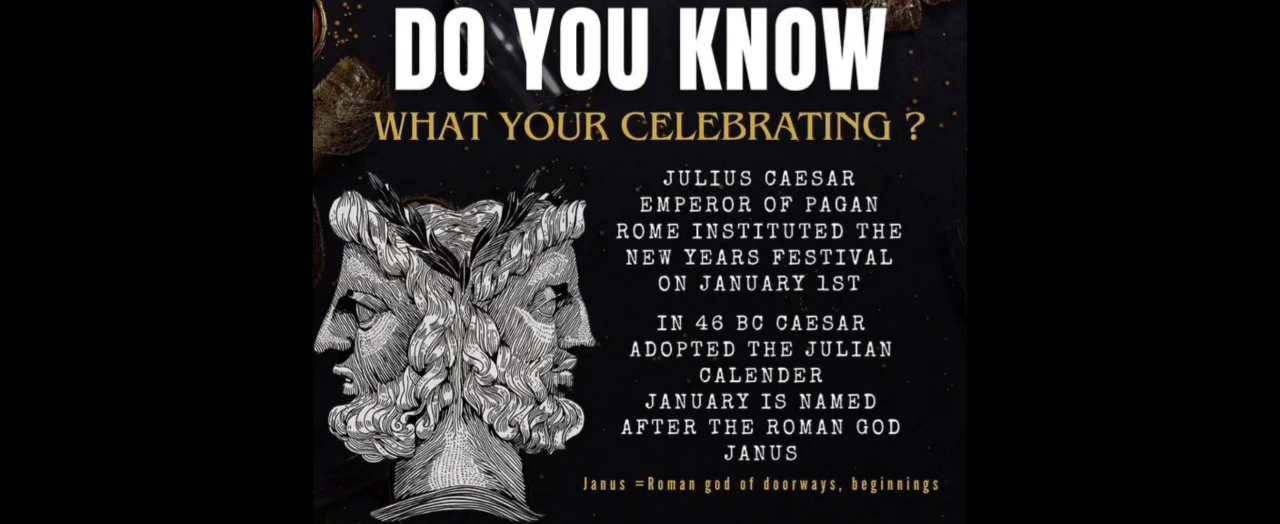 DO YOU KNOW
WHAT YOUR CELEBRATING ?
JULIUS CAESAR
EMPEROR OF PAGAN
ROME INSTITUTED THE
NEW YEARS FESTIVAL
ON JANUARY 1ST
IN 46 BC CAESAR
ADOPTED THE JULIAN
CALENDER
JANUARY IS NAMED
AFTER THE ROMAN GOD
JANUS
Janus =Roman god of doorways, beginnings